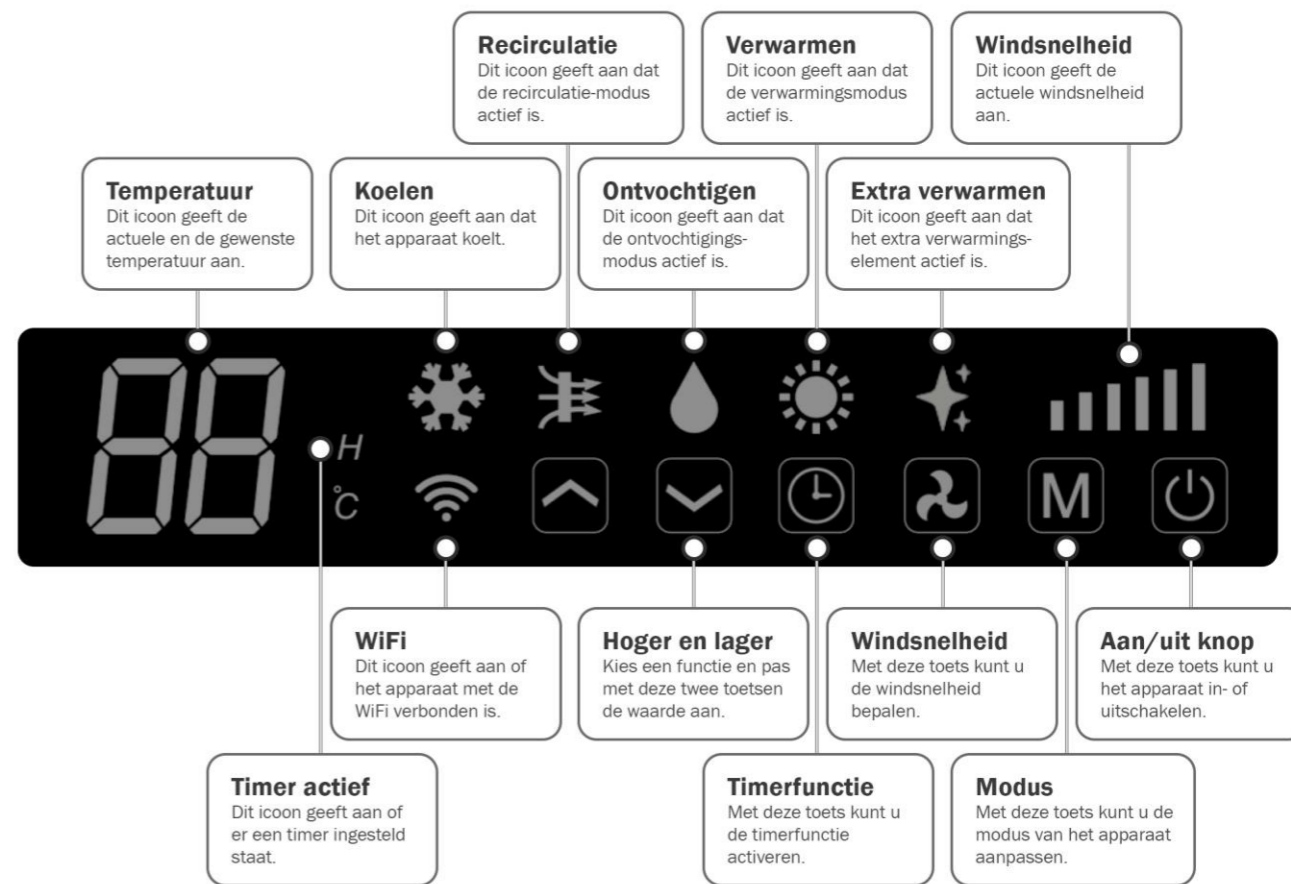 Recirculatie
Dit icoon geeft aan dat
de recirculatie-modus
actief is.
Verwarmen
Dit icoon geeft aan dat
de verwarmingsmodus
actief is.
Windsnelheid
Dit icoon geeft de
actuele windsnelheid
aan.
Temperatuur
Dit icoon geeft de
actuele en de gewenste
temperatuur aan.
Koelen
Dit icoon geeft aan dat
het apparaat koelt.
Ontvochtigen
Dit icoon geeft aan dat
de ontvochtigings-
modus actief is.
Extra verwarmen
Dit icoon geeft aan dat
het extra verwarmings-
element actief is.
88
H
°C
M
WiFi
Dit icoon geeft aan of
het apparaat met de
WiFi verbonden is.
Hoger en lager
Kies een functie en pas
met deze twee toetsen
de waarde aan.
Windsnelheid
Met deze toets kunt u
de windsnelheid
bepalen.
Aan/uit knop
Met deze toets kunt u
het apparaat in- of
uitschakelen.
Timer actief
Dit icoon geeft aan of
er een timer ingesteld
staat.
Timerfunctie
Met deze toets kunt u
de timerfunctie
activeren.
Modus
Met deze toets kunt u de
modus van het apparaat
aanpassen.